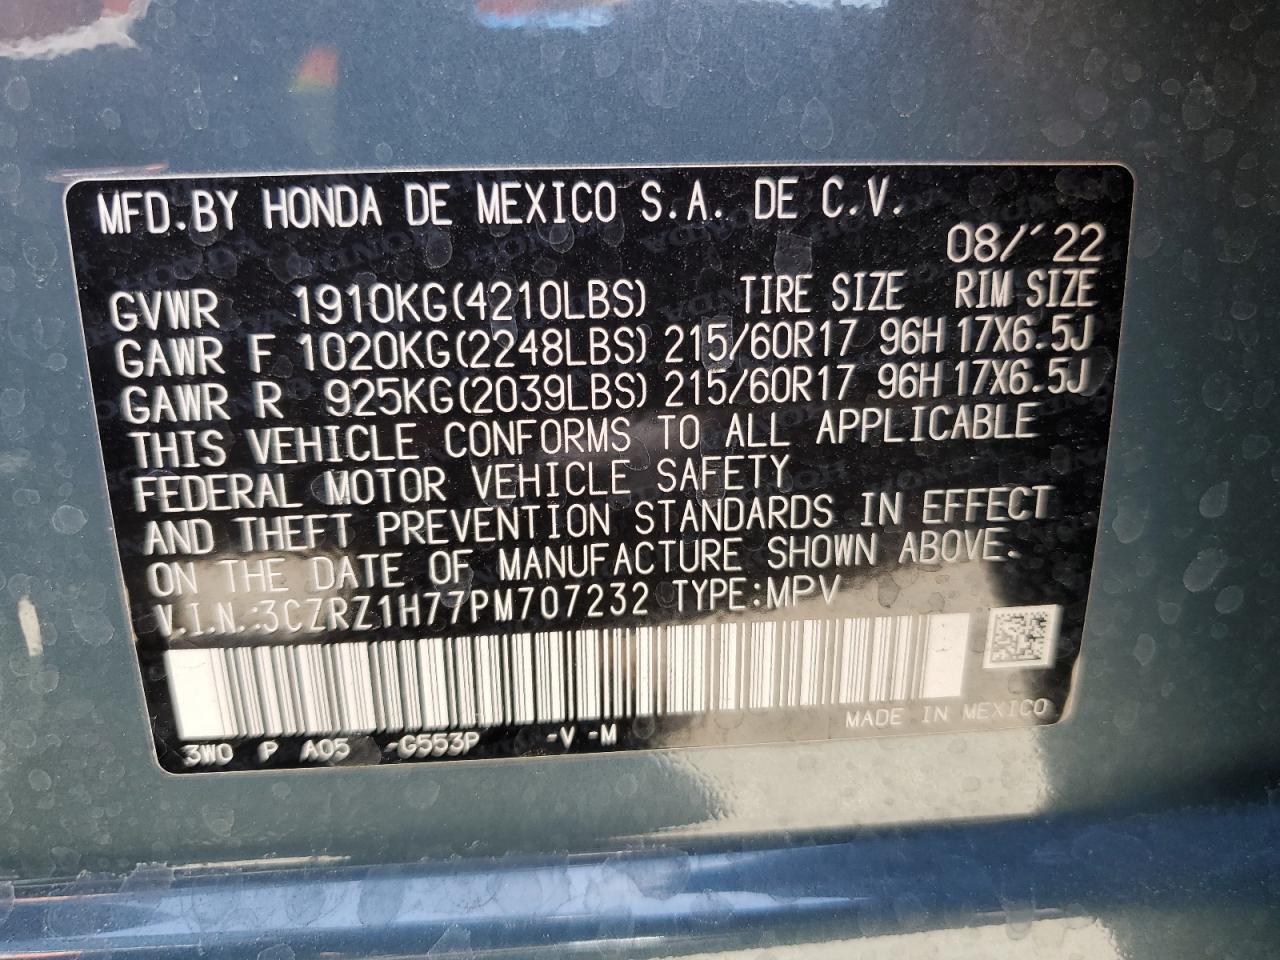 MFD.BY HONDA DE MEXICO S.A. DE C.V.
08/´22
GVWR 1910KG(4210LBS) TIRE SIZE RIM SIZE
GAWR F 1020KG(2248LBS) 215/60R17 96H 17X6.5J
GAWR R 925KG(2039LBS) 215/60R17 96H 17X6.5J
THIS VEHICLE CONFORMS TO ALL APPLICABLE
FEDERAL MOTOR VEHICLE SAFETY
AND THEFT PREVENTION STANDARDS IN EFFECT
ON THE DATE OF MANUFACTURE SHOWN ABOVE.
V.I.N.:3CZRZ1H77PM707232 TYPE:MPV
MADE IN MEXICO
3W0 P A05 -G553P -V -M